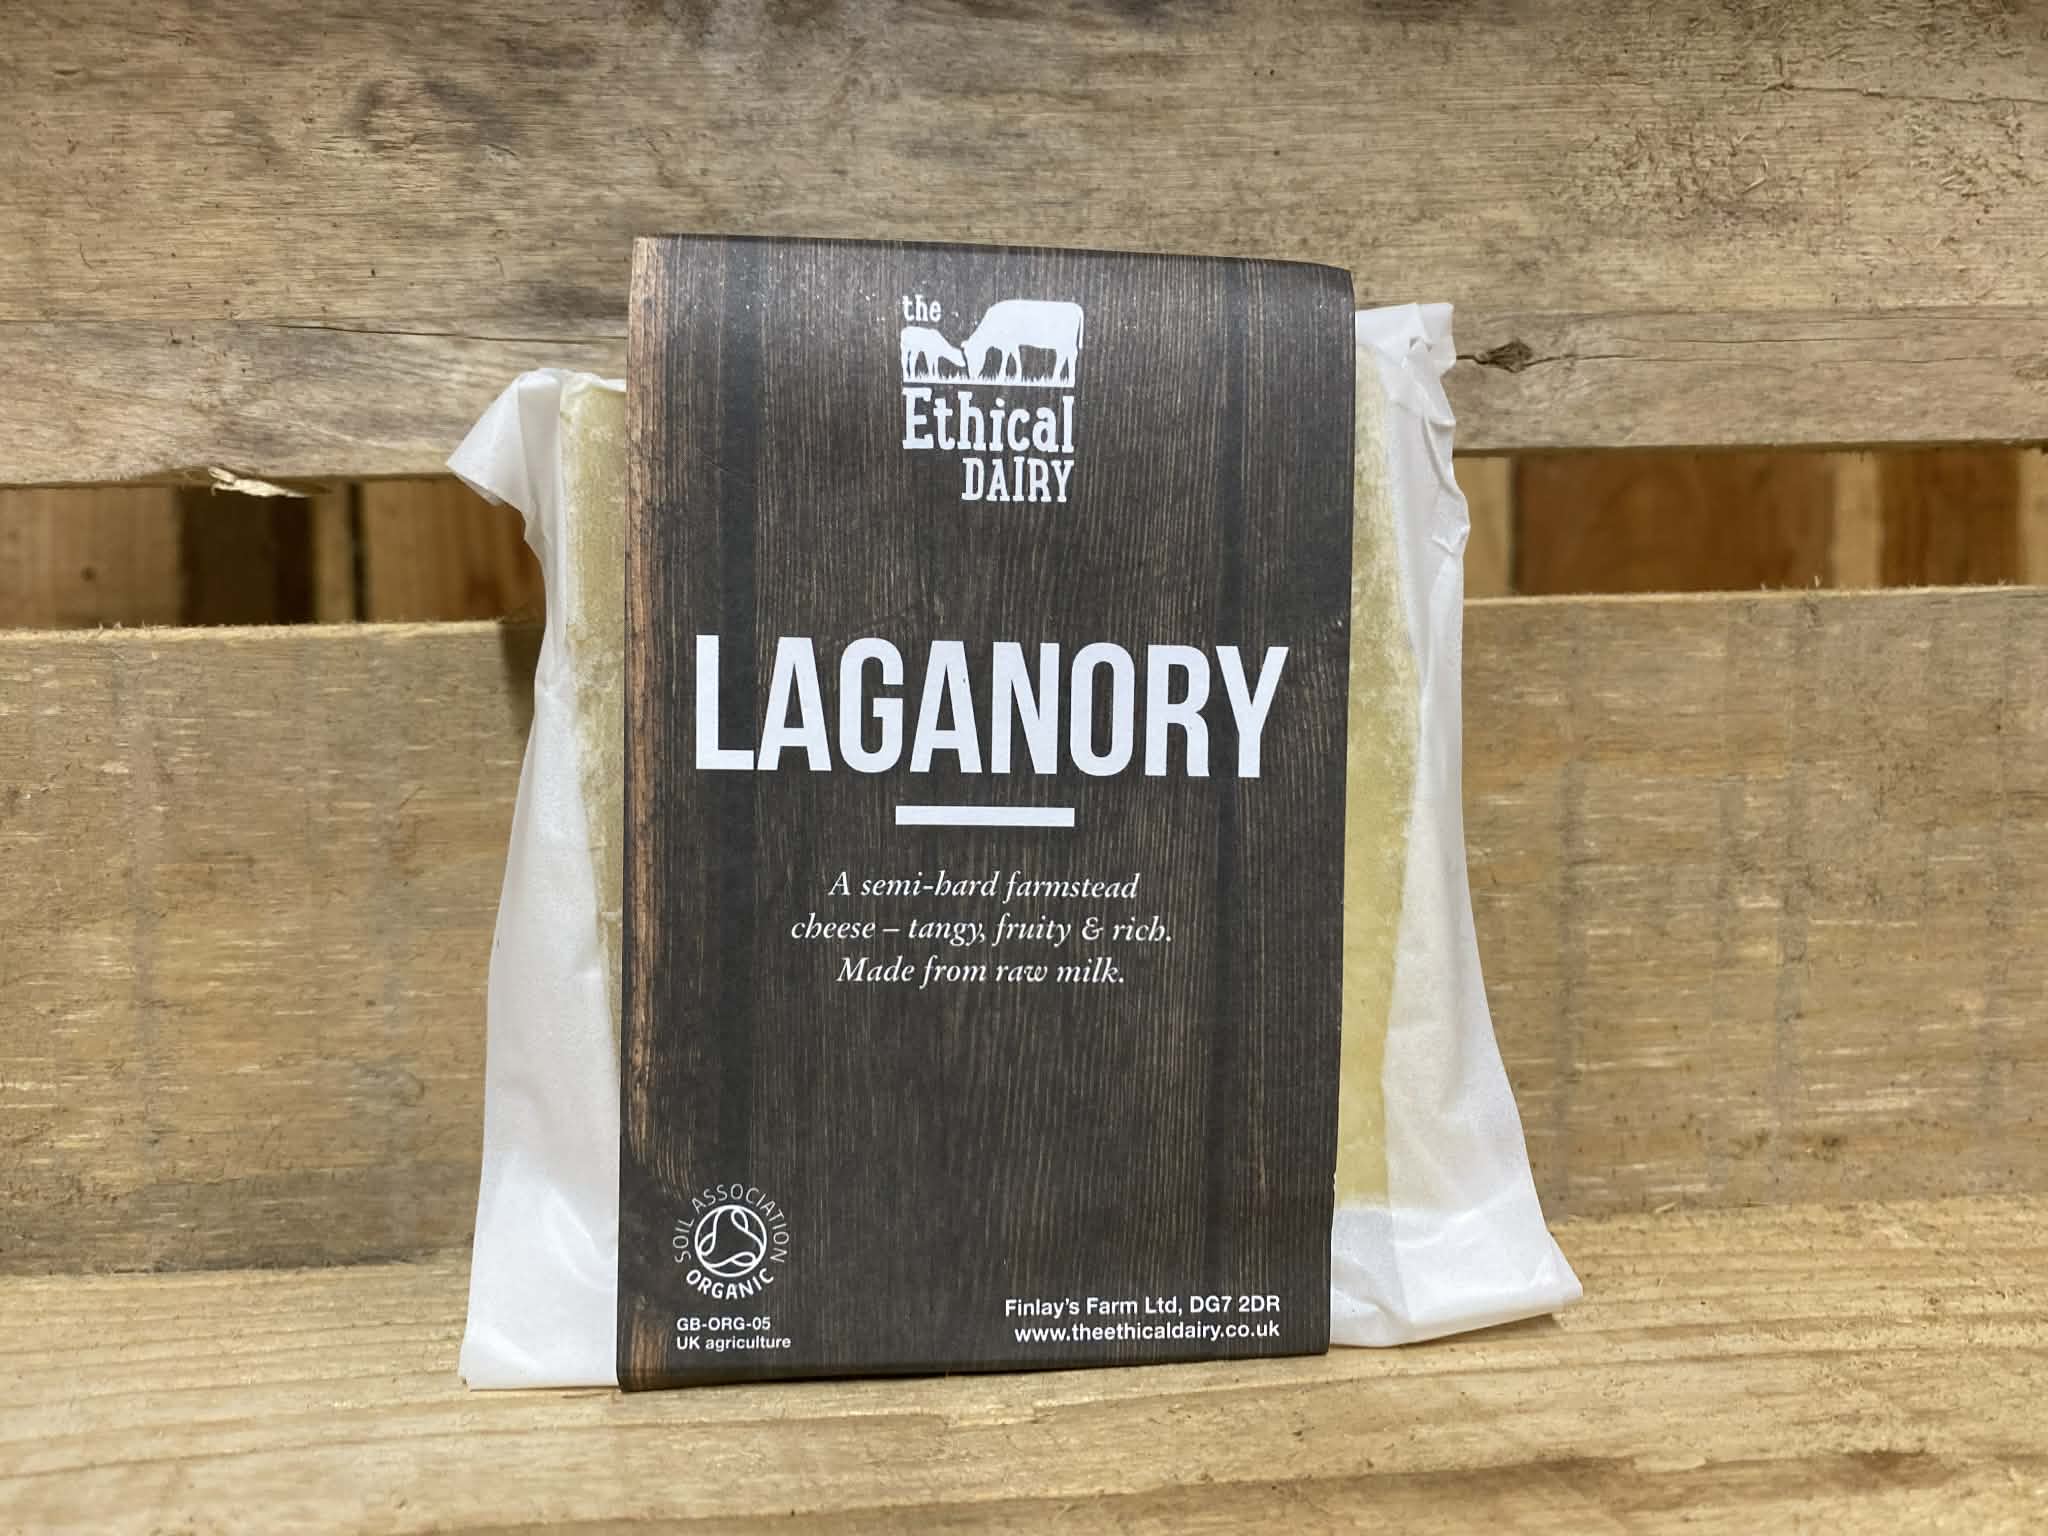 the
Ethical
DAIRY
LAGANORY
A semi-hard farmstead
cheese – tangy, fruity & rich.
Made from raw milk.
SOIL ASSOCIATION
ORGANIC
GB-ORG-05
UK agriculture
Finlay's Farm Ltd, DG7 2DR
www.theethicaldairy.co.uk